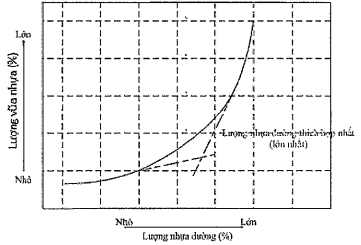 Lớn
Lượng vữa nhựa (%)
Lượng nhựa đường thích hợp nhất
(lớn nhất)
Nhỏ
Nhỏ
Lớn
Lượng nhựa đường (%)